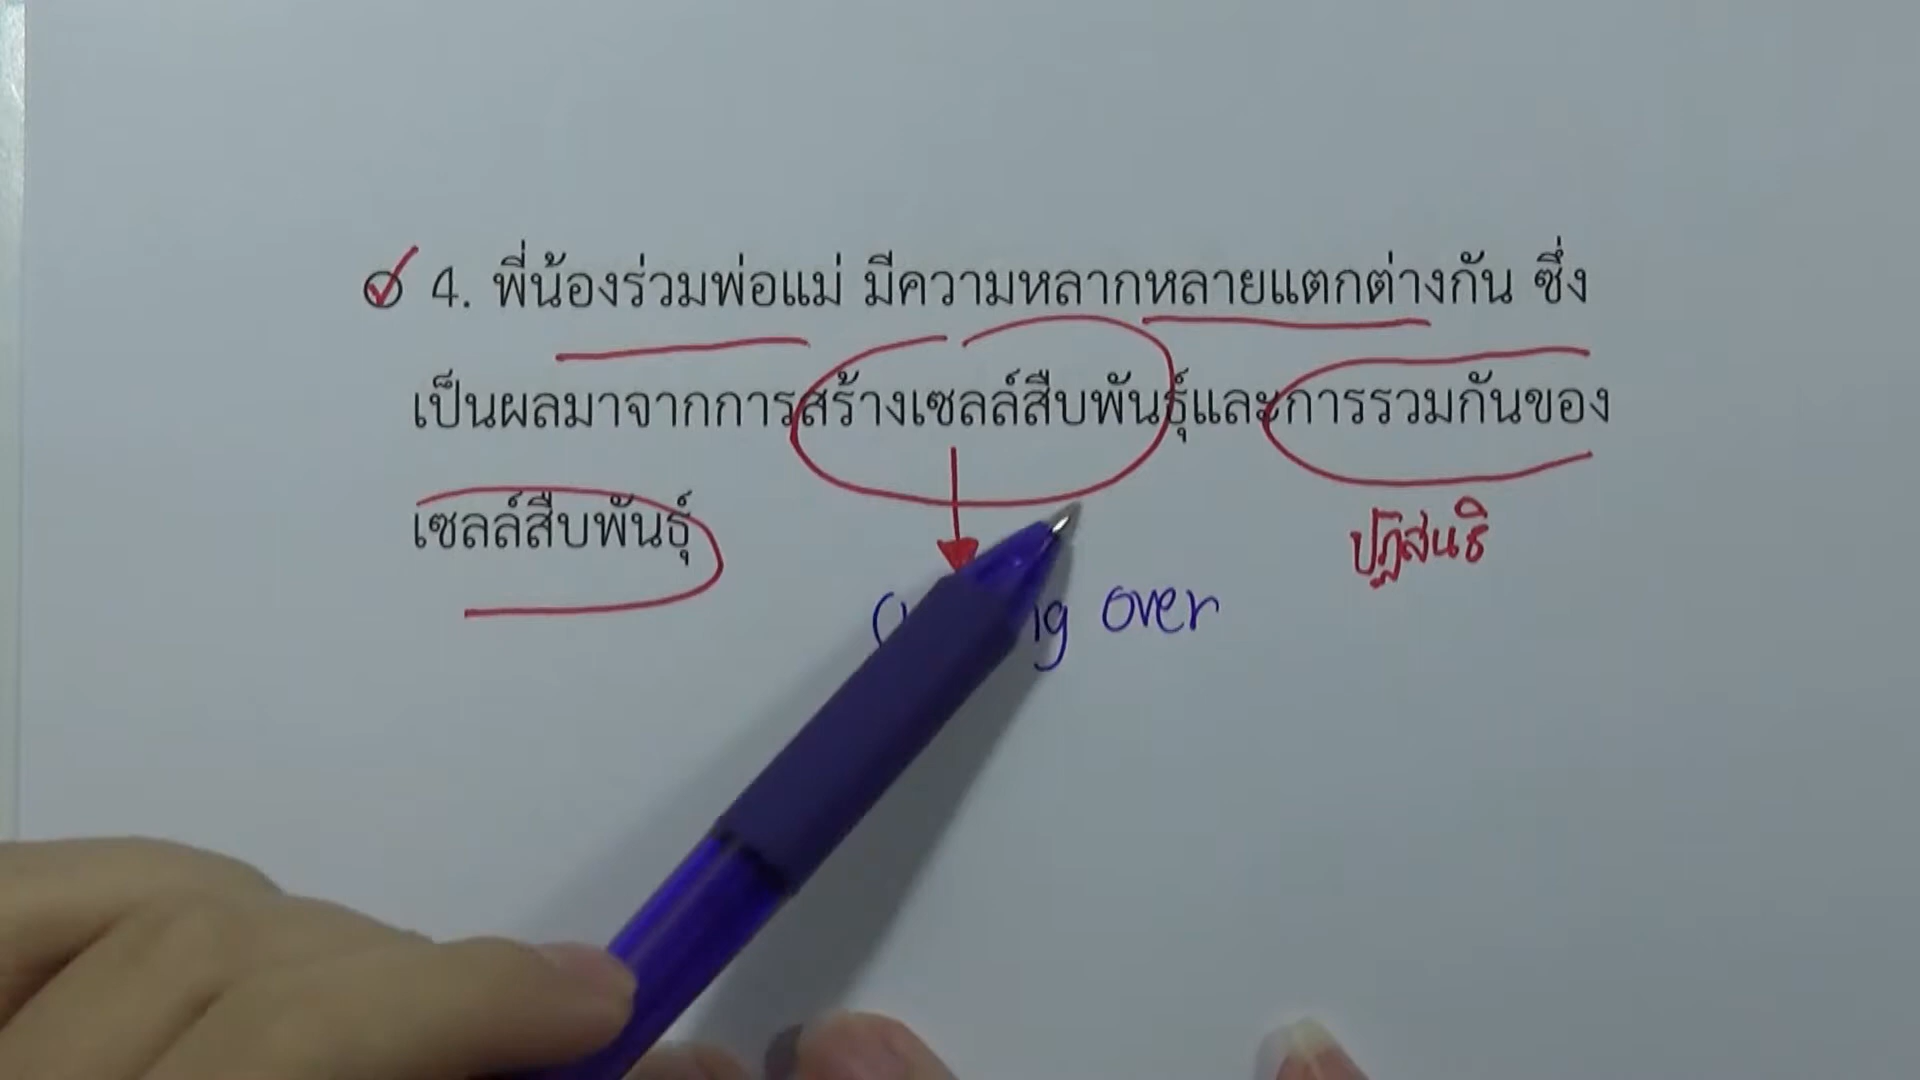 4. พี่น้องร่วมพ่อแม่ มีความหลากหลายแตกต่างกัน ซึ่ง
เป็นผลมาจากการสร้างเซลล์สืบพันธุ์และการรวมกันของ
เซลล์สืบพันธุ์
ปฏิสนธิ
over